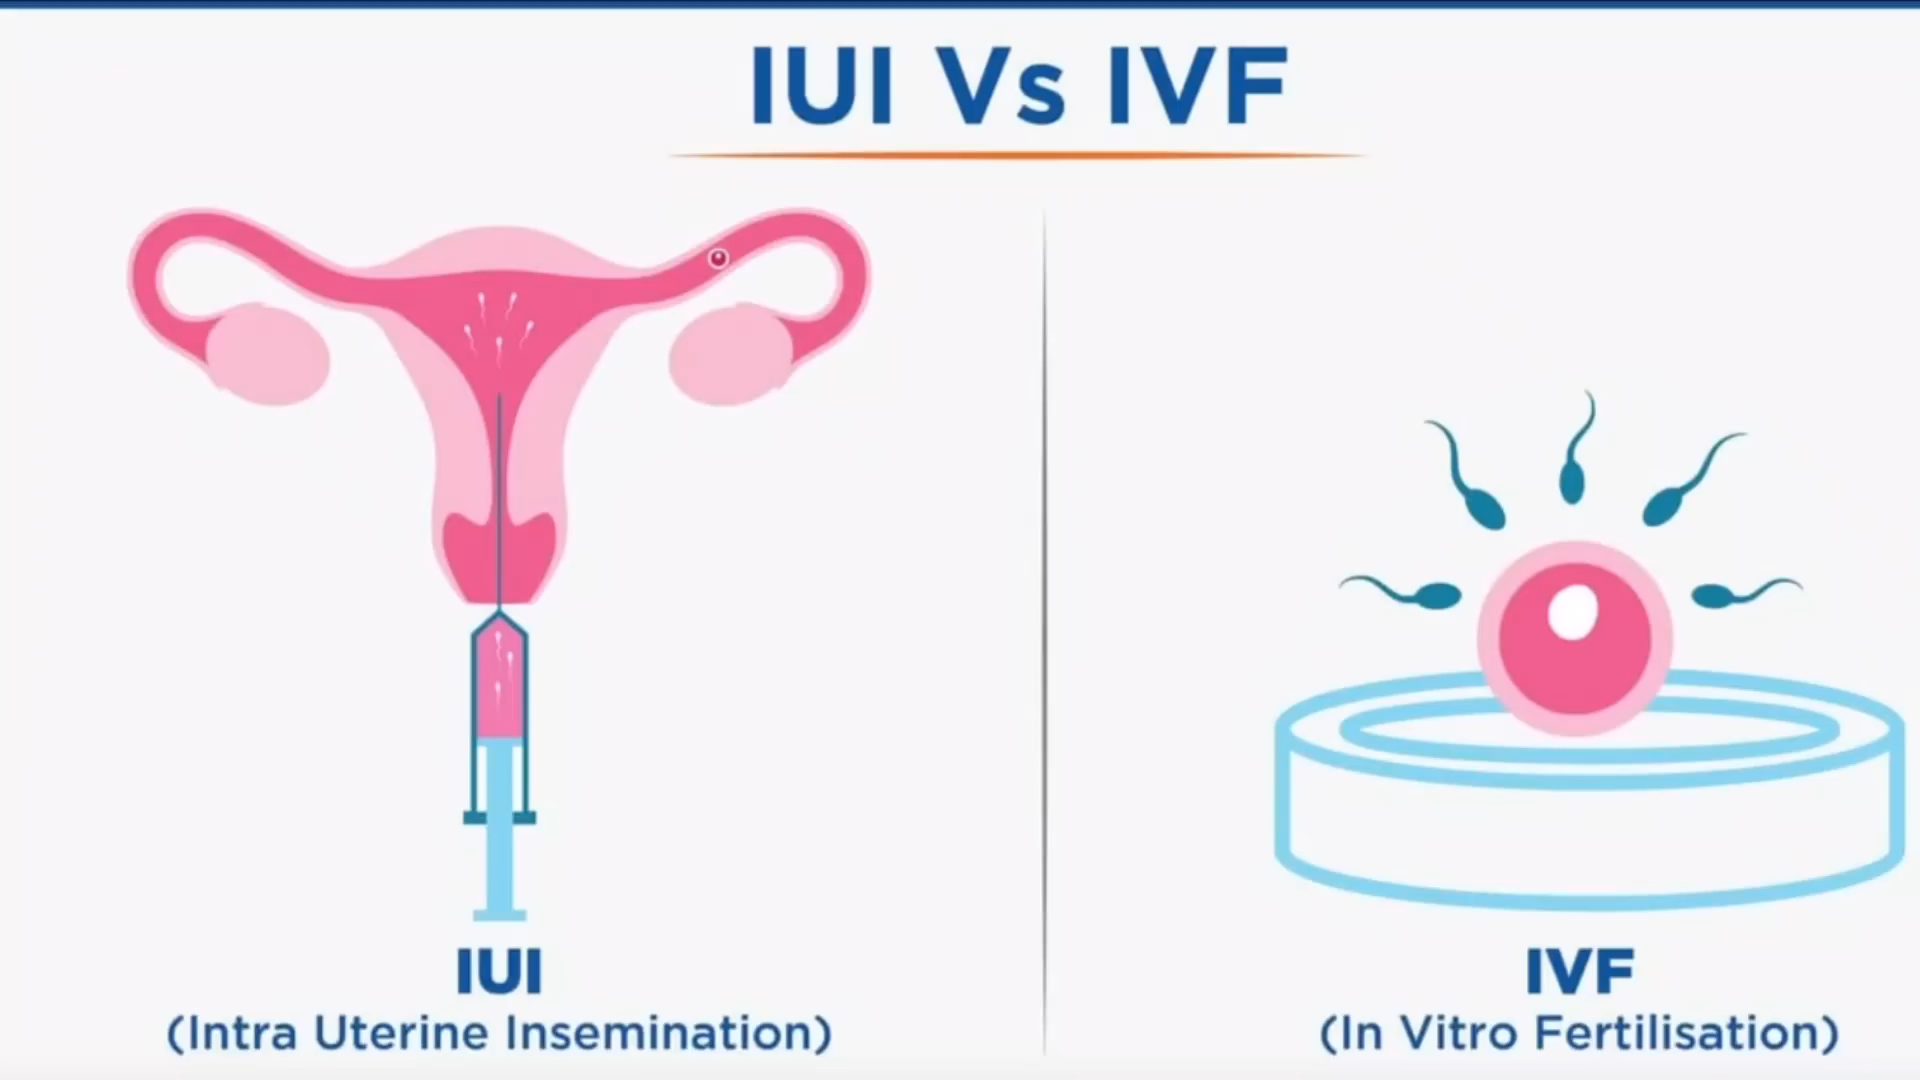 IUI Vs IVF
IUI
(Intra Uterine Insemination)
IVF
(In Vitro Fertilisation)